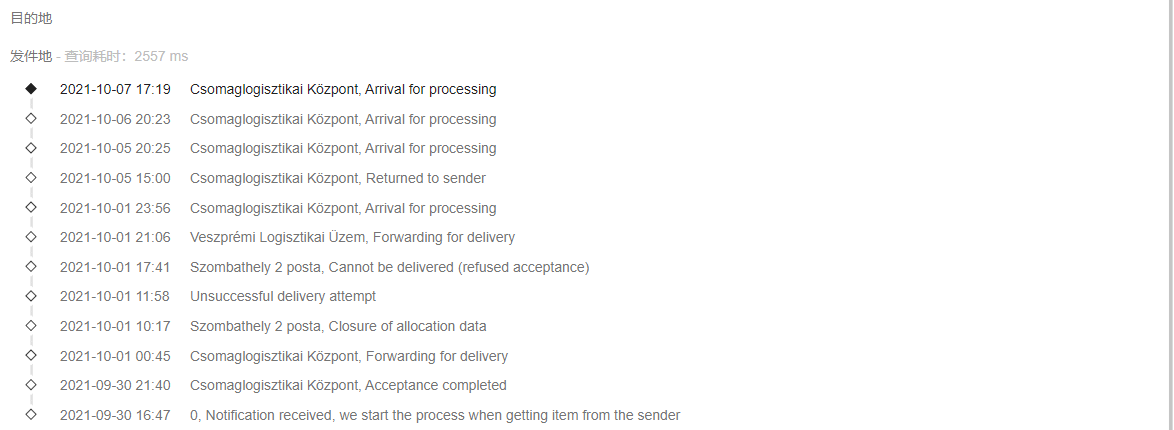 目的地
发件地 - 查询耗时：2557 ms
2021-10-07 17:19 Csomaglogisztikai Központ, Arrival for processing
2021-10-06 20:23 Csomaglogisztikai Központ, Arrival for processing
2021-10-05 20:25 Csomaglogisztikai Központ, Arrival for processing
2021-10-05 15:00 Csomaglogisztikai Központ, Returned to sender
2021-10-01 23:56 Csomaglogisztikai Központ, Arrival for processing
2021-10-01 21:06 Veszprémi Logisztikai Üzem, Forwarding for delivery
2021-10-01 17:41 Szombathely 2 posta, Cannot be delivered (refused acceptance)
2021-10-01 11:58 Unsuccessful delivery attempt
2021-10-01 10:17 Szombathely 2 posta, Closure of allocation data
2021-10-01 00:45 Csomaglogisztikai Központ, Forwarding for delivery
2021-09-30 21:40 Csomaglogisztikai Központ, Acceptance completed
2021-09-30 16:47 0, Notification received, we start the process when getting item from the sender